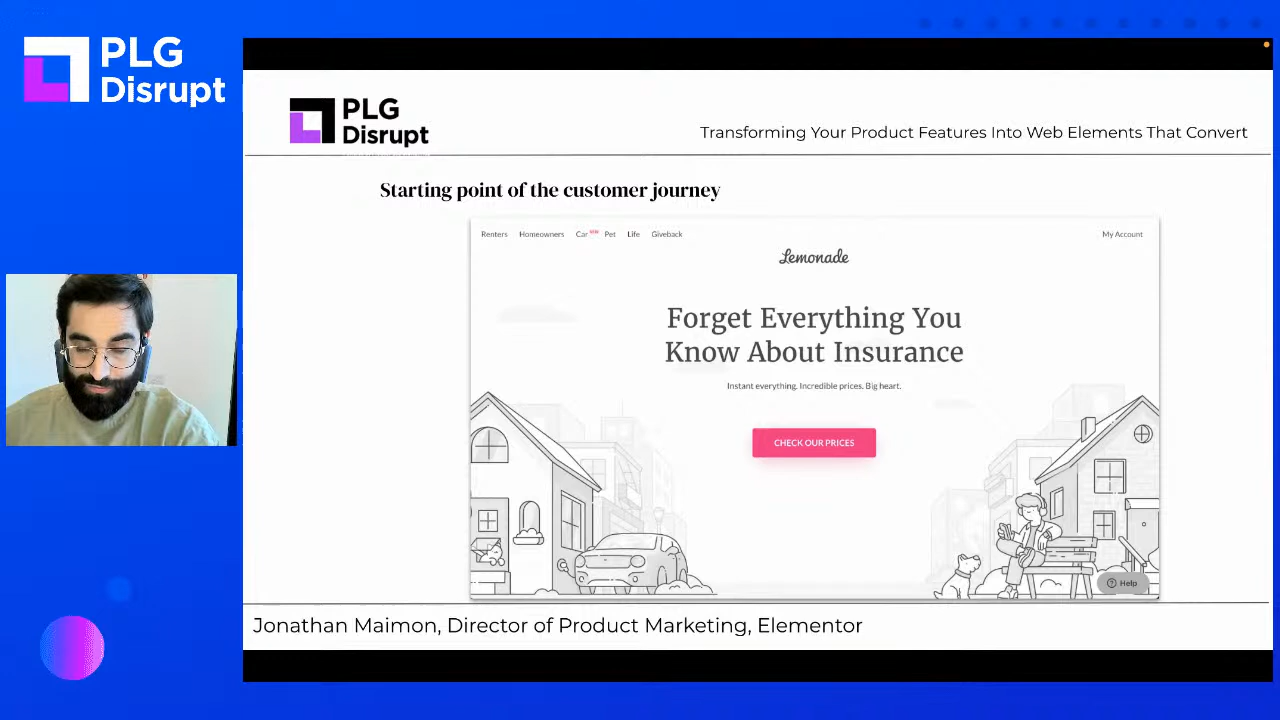 PLG
Disrupt
PLG
Disrupt
Transforming Your Product Features Into Web Elements That Convert
Starting point of the customer journey
Renters Homeowners Car NEW Pet Life Giveback My Account
Lemonade
Forget Everything You
Know About Insurance
Instant everything. Incredible prices. Big heart.
CHECK OUR PRICES
? Help
Jonathan Maimon, Director of Product Marketing, Elementor